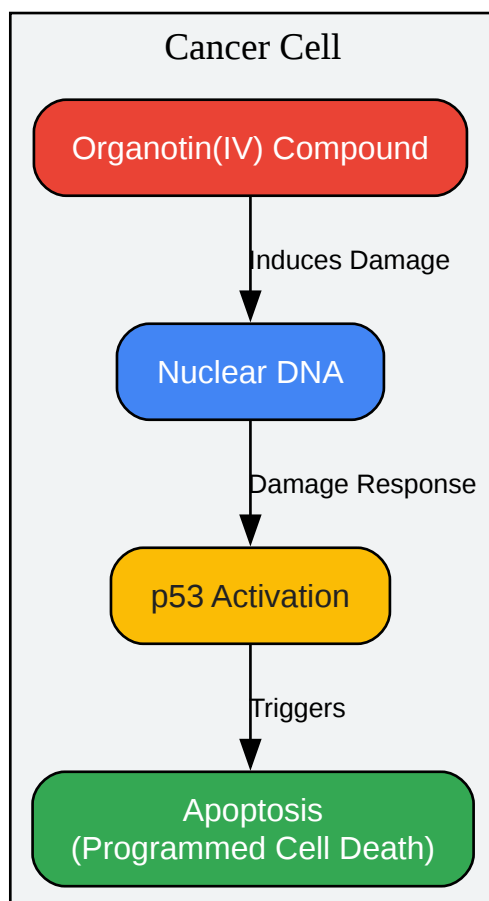 Cancer Cell
Organotin(IV) Compound
Induces Damage
Nuclear DNA
Damage Response
p53 Activation
Triggers
Apoptosis
(Programmed Cell Death)